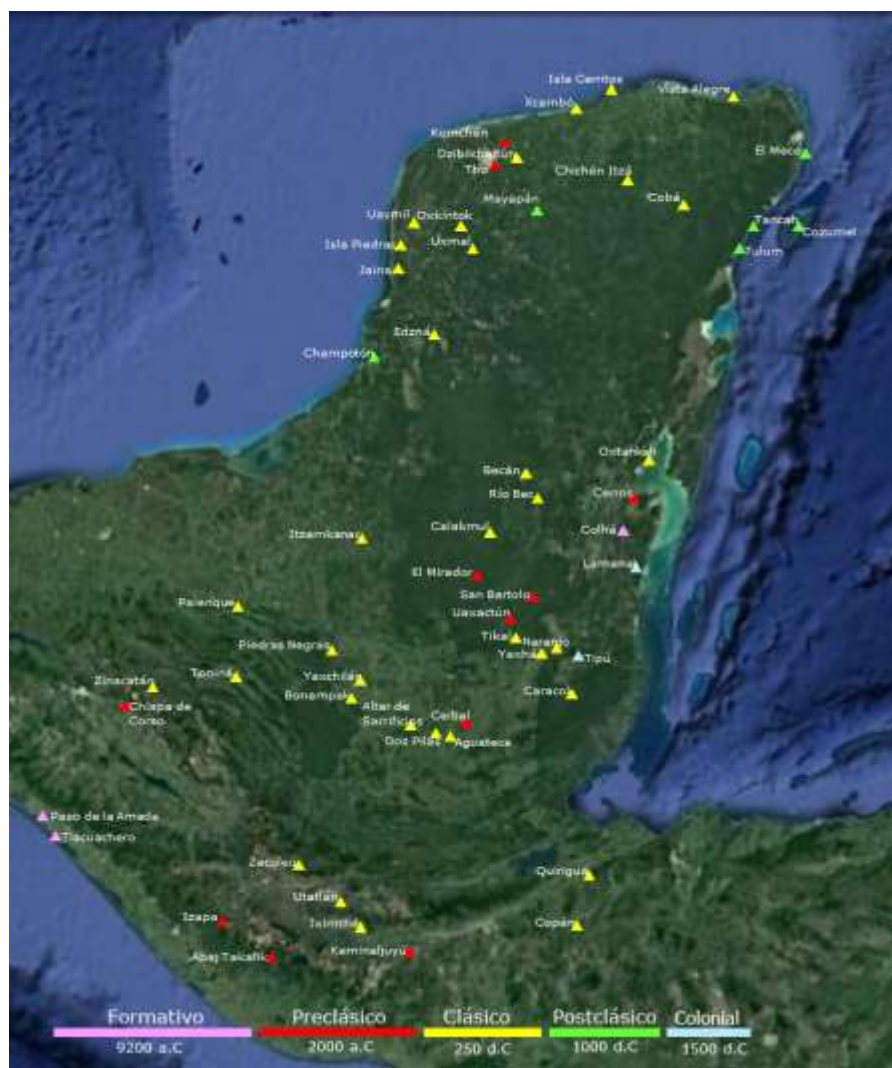 Isla Cerritos
Vista Alegre
Xcambó
Komchén
El Meco
Dzibilchaltún
Tiho
Chichén Itzá
Mayapán
Cobá
Uaymil
Oxkintok
Tancah
Cozumel
Isla Piedras
Uxmal
Tulum
Jaina
Edzná
Champotón
Oxtankah
Becán
Río Bec
Cerros
Calakmul
Colhá
Itzamkanac
El Mirador
Lamanai
San Bartolo
Palenque
Uaxactún
Tikal
Naranjo
Piedras Negras
Yaxhá
Tipú
Toniná
Yaxchilán
Zinacatán
Bonampak
Caracol
Chiapa de
Corzo
Altar de
Sacrificios
Ceibal
Dos Pilas
Aguateca
Paso de la Amada
Tlacuachero
Zaculeu
Quiriguá
Utatlán
Izapa
Iximché
Copán
Kaminaljuyú
Abaj Takalik
Formativo Preclásico Clásico Postclásico Colonial
9200 a.C 2000 a.C 250 d.C 1000 d.C 1500 d.C